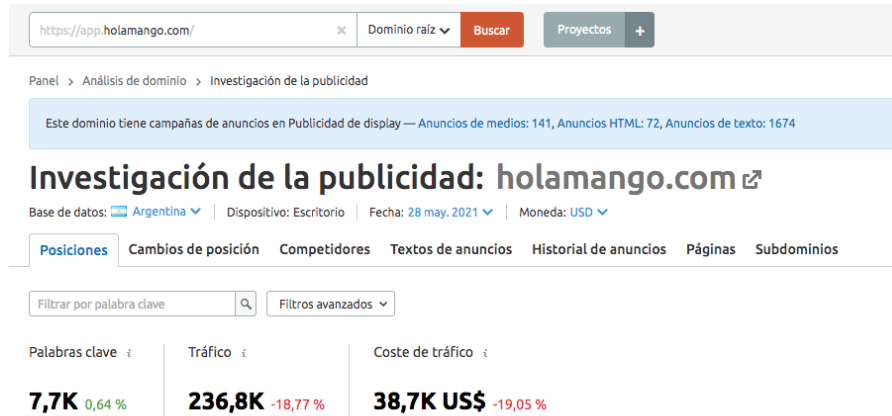 https://app.holamango.com/ × Dominio raíz Buscar Proyectos +
Panel > Análisis de dominio > Investigación de la publicidad
Este dominio tiene campañas de anuncios en Publicidad de display — Anuncios de medios: 141, Anuncios HTML: 72, Anuncios de texto: 1674
Investigación de la publicidad: holamango.com
Base de datos: Argentina Dispositivo: Escritorio Fecha: 28 may. 2021 Moneda: USD
Posiciones Cambios de posición Competidores Textos de anuncios Historial de anuncios Páginas Subdominios
Filtrar por palabra clave Filtros avanzados
Palabras clave i Tráfico i Coste de tráfico i
7,7K 0,64 % 236,8K -18,77 % 38,7K US$ -19,05 %